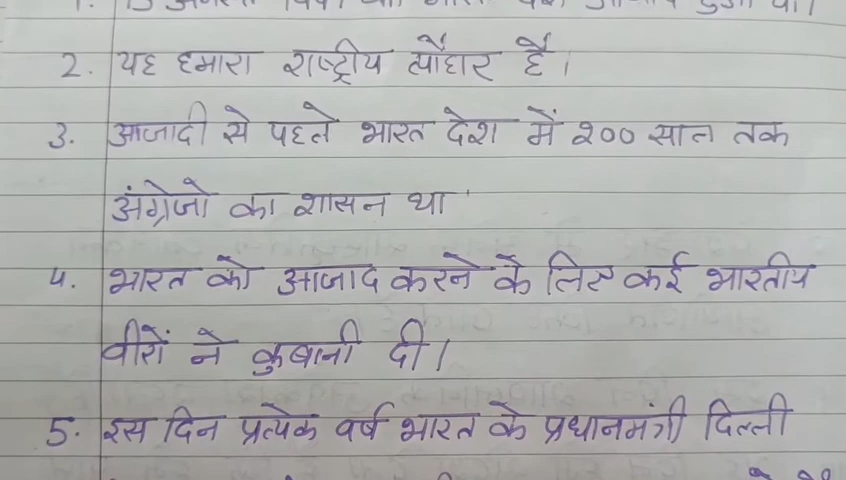 2. यह हमारा राष्ट्रीय त्यौहार है।
3. आजादी से पहले भारत देश में २00 साल तक
अंग्रेजो का शासन था
4. भारत को आजाद करने के लिए कई भारतीय
वीरों ने कुबानी दी।
5. इस दिन प्रत्येक वर्ष भारत के प्रधानमंत्री दिल्ली